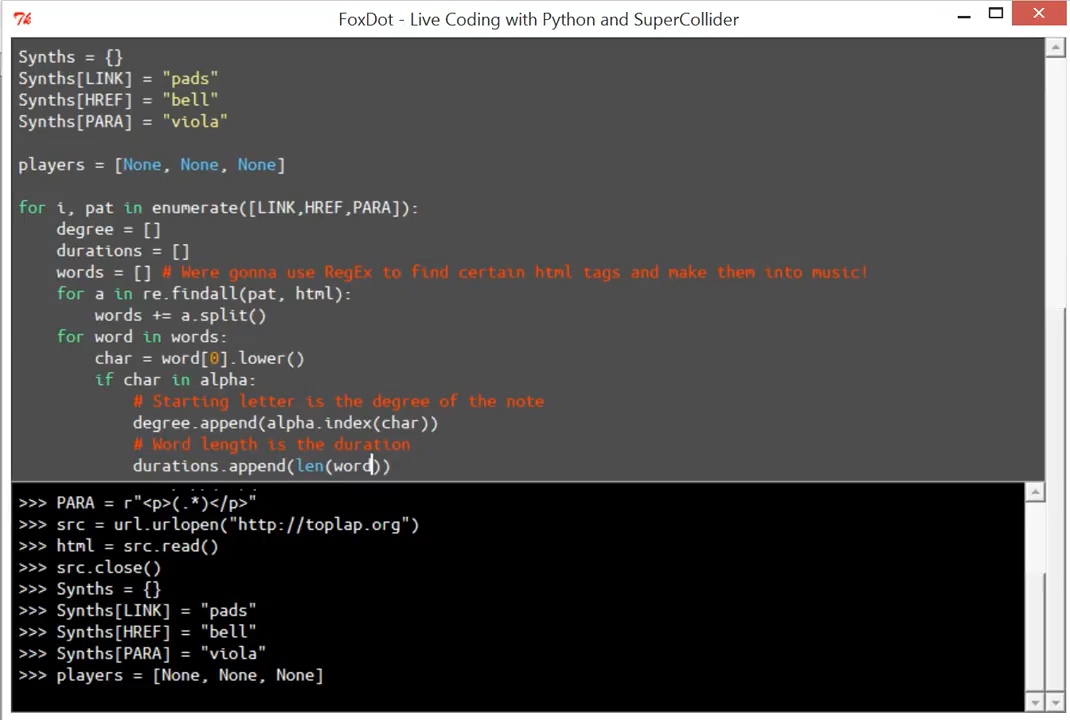 FoxDot - Live Coding with Python and SuperCollider
Synths = {}
Synths[LINK] = "pads"
Synths[HREF] = "bell"
Synths[PARA] = "viola"
players = [None, None, None]
for i, pat in enumerate([LINK,HREF,PARA]):
    degree = []
    durations = []
    words = [] # Were gonna use RegEx to find certain html tags and make them into music!
    for a in re.findall(pat, html):
        words += a.split()
    for word in words:
        char = word[0].lower()
        if char in alpha:
            # Starting letter is the degree of the note
            degree.append(alpha.index(char))
            # Word length is the duration
            durations.append(len(word))
>>> PARA = r"<p>(.*)</p>"
>>> src = url.urlopen("http://toplap.org")
>>> html = src.read()
>>> src.close()
>>> Synths = {}
>>> Synths[LINK] = "pads"
>>> Synths[HREF] = "bell"
>>> Synths[PARA] = "viola"
>>> players = [None, None, None]